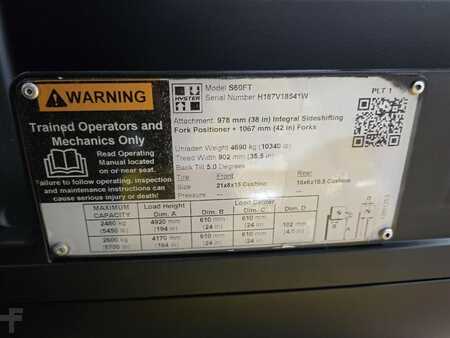 WARNING
Trained Operators and
Mechanics Only
Read Operating
Manual located
on or near seat.
Failure to follow operating, inspection
and maintenance instructions can
cause serious injury or death!
HYSTER
Model S60FT
Serial Number H187V18541W
PLT 1
Attachment: 978 mm (38 in) Integral Sideshifting
Fork Positioner + 1067 mm (42 in) Forks
Unladen Weight 4690 kg (10340 lb)
Tread Width 902 mm (35.5 in)
Back Tilt 5.0 Degrees
Tire Front Rear
Size 21x8x15 Cushion 16x6x10.5 Cushion
Pressure -- --
MAXIMUM CAPACITY Load Height Dim. A Dim. B Load Center Dim. C Dim. D
2480 kg 4920 mm 610 mm 610 mm
(5450 lb) (194 in) (24 in) (24 in) 102 mm
2600 kg 4170 mm 610 mm 610 mm
(5700 lb) (164 in) (24 in) (24 in)